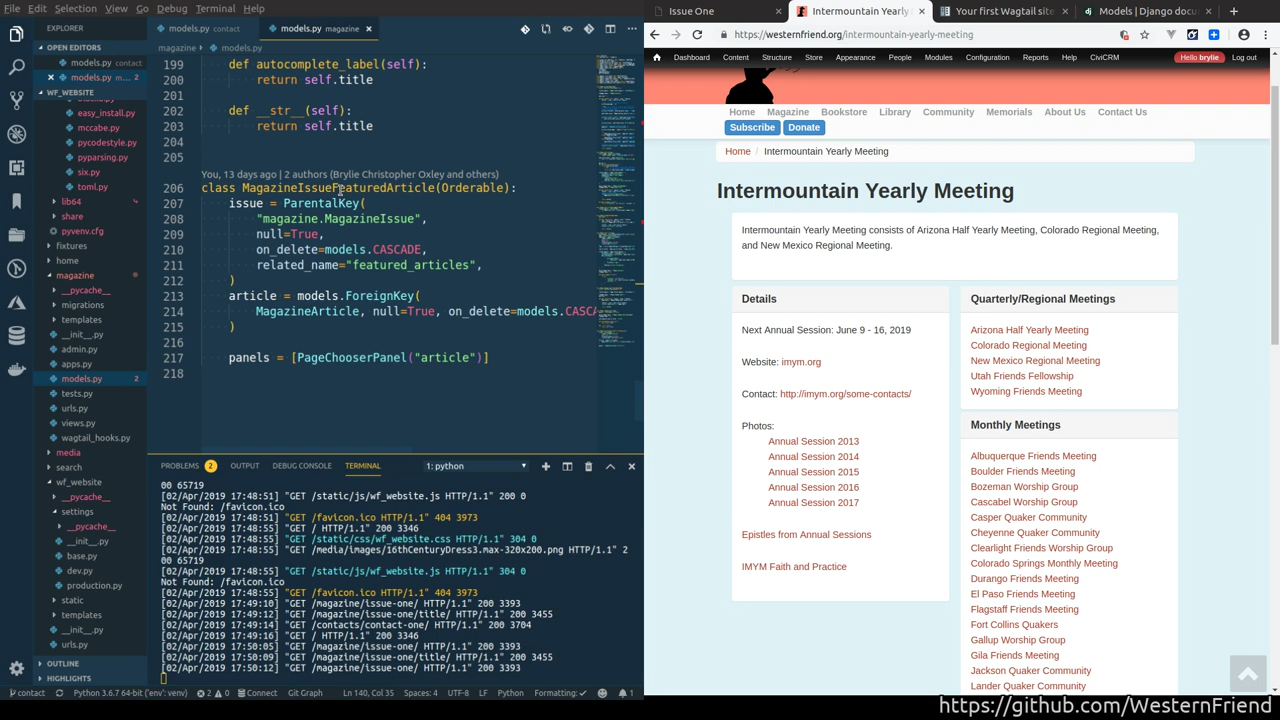 File Edit Selection View Go Debug Terminal Help
EXPLORER
OPEN EDITORS
models.py contact
models.py m... 2
WF_WEBSITE
easy_install.py
mccabe.py
pycodestyle.py
pyparsing.py
six.py
toml.py
lib64
share
pyvenv.cfg
fixtures
home
magazine
__pycache__
migrations
templates
__init__.py
admin.py
apps.py
models.py 2
tests.py
urls.py
views.py
wagtail_hooks.py
media
search
wf_website
__pycache__
settings
__pycache__
__init__.py
base.py
dev.py
production.py
static
templates
__init__.py
urls.py
OUTLINE
HIGHLIGHTS
models.py contact
models.py magazine
magazine
models.py
199 def autocomplete_label(self):
200 return self.title
201
202 def __str__(self):
203 return self.title
204
205
You, 13 days ago | 2 authors (Brylie Christopher Oxley and others)
206 class MagazineIssueFeaturedArticle(Orderable):
207 issue = ParentalKey(
208 "magazine.MagazineIssue",
209 null=True,
210 on_delete=models.CASCADE,
211 related_name="featured_articles",
212 )
213 article = models.ForeignKey(
214 MagazineArticle, null=True, on_delete=models.CASCA
215 )
216
217 panels = [PageChooserPanel("article")]
218
PROBLEMS 2 OUTPUT DEBUG CONSOLE TERMINAL 1: python
00 65719
[02/Apr/2019 17:48:51] "GET /static/js/wf_website.js HTTP/1.1" 200 0
Not Found: /favicon.ico
[02/Apr/2019 17:48:51] "GET /favicon.ico HTTP/1.1" 404 3973
[02/Apr/2019 17:48:51] "GET / HTTP/1.1" 200 3346
[02/Apr/2019 17:48:51] "GET /static/css/wf_website.css HTTP/1.1" 304 0
[02/Apr/2019 17:48:51] "GET /media/images/16thCenturyDress3.max-320x200.png HTTP/1.1" 2
00 65719
[02/Apr/2019 17:48:51] "GET /static/js/wf_website.js HTTP/1.1" 304 0
Not Found: /favicon.ico
[02/Apr/2019 17:48:51] "GET /favicon.ico HTTP/1.1" 404 3973
[02/Apr/2019 17:49:10] "GET /magazine/issue-one/ HTTP/1.1" 200 3393
[02/Apr/2019 17:49:12] "GET /magazine/issue-one/title/ HTTP/1.1" 200 3455
[02/Apr/2019 17:49:14] "GET /contacts/contact-one/ HTTP/1.1" 200 3704
[02/Apr/2019 17:49:16] "GET / HTTP/1.1" 200 3346
[02/Apr/2019 17:50:05] "GET /magazine/issue-one/ HTTP/1.1" 200 3393
[02/Apr/2019 17:50:09] "GET /magazine/issue-one/title/ HTTP/1.1" 200 3455
[02/Apr/2019 17:50:12] "GET /magazine/issue-one/ HTTP/1.1" 200 3393
contact Python 3.6.7 64-bit ('env': venv) 2 0 Connect Git Graph Ln 140, Col 35 Spaces: 4 UTF-8 LF Python Formatting: 1
Issue One
Intermountain Yearly
Your first Wagtail site
Models | Django docum
https://westernfriend.org/intermountain-yearly-meeting
Dashboard Content Structure Store Appearance People Modules Configuration Reports Help CiviCRM Hello brylie Log out
Home Magazine Bookstore Library Community Memorials About Us Contact Us
Subscribe Donate
Home / Intermountain Yearly Meeting
Intermountain Yearly Meeting
Intermountain Yearly Meeting consists of Arizona Half Yearly Meeting, Colorado Regional Meeting,
and New Mexico Regional Meeting.
Details
Next Annual Session: June 9 - 16, 2019
Website: imym.org
Contact: http://imym.org/some-contacts/
Photos:
Annual Session 2013
Annual Session 2014
Annual Session 2015
Annual Session 2016
Annual Session 2017
Epistles from Annual Sessions
IMYM Faith and Practice
Quarterly/Regional Meetings
Arizona Half Yearly Meeting
Colorado Regional Meeting
New Mexico Regional Meeting
Utah Friends Fellowship
Wyoming Friends Meeting
Monthly Meetings
Albuquerque Friends Meeting
Boulder Friends Meeting
Bozeman Worship Group
Cascabel Worship Group
Casper Quaker Community
Cheyenne Quaker Community
Clearlight Friends Worship Group
Colorado Springs Monthly Meeting
Durango Friends Meeting
El Paso Friends Meeting
Flagstaff Friends Meeting
Fort Collins Quakers
Gallup Worship Group
Gila Friends Meeting
Jackson Quaker Community
Lander Quaker Community
https://github.com/WesternFriend